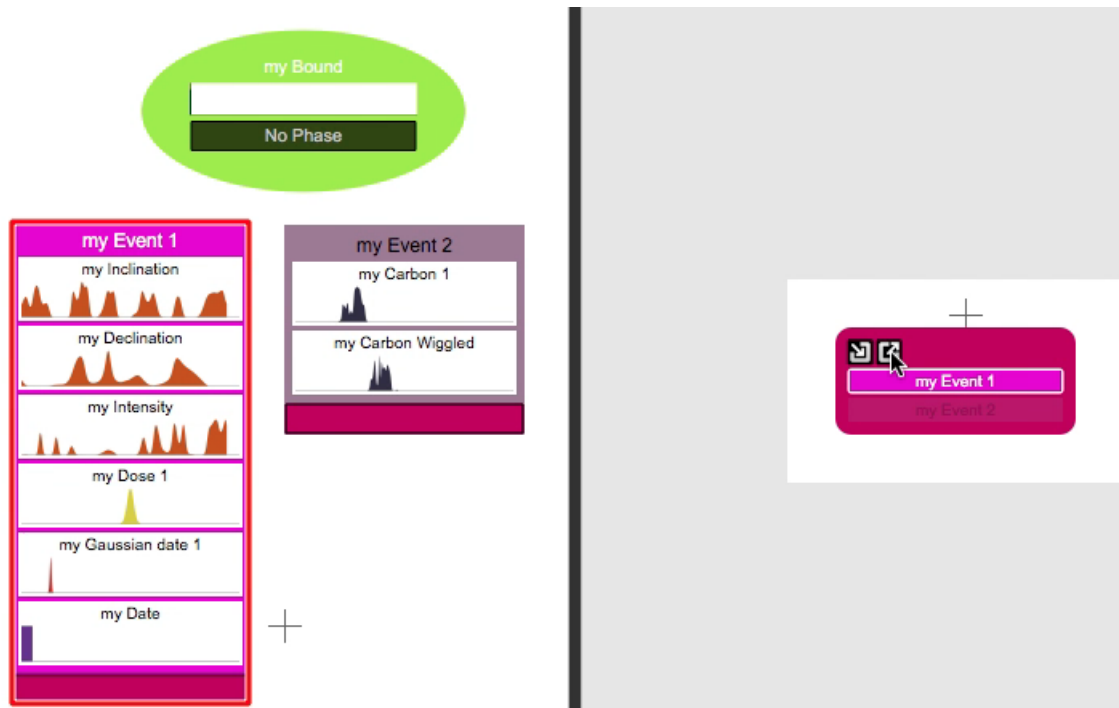 my Bound
No Phase
my Event 1
my Inclination
my Declination
my Intensity
my Dose 1
my Gaussian date 1
my Date
my Event 2
my Carbon 1
my Carbon Wiggled
my Event 1
my Event 2